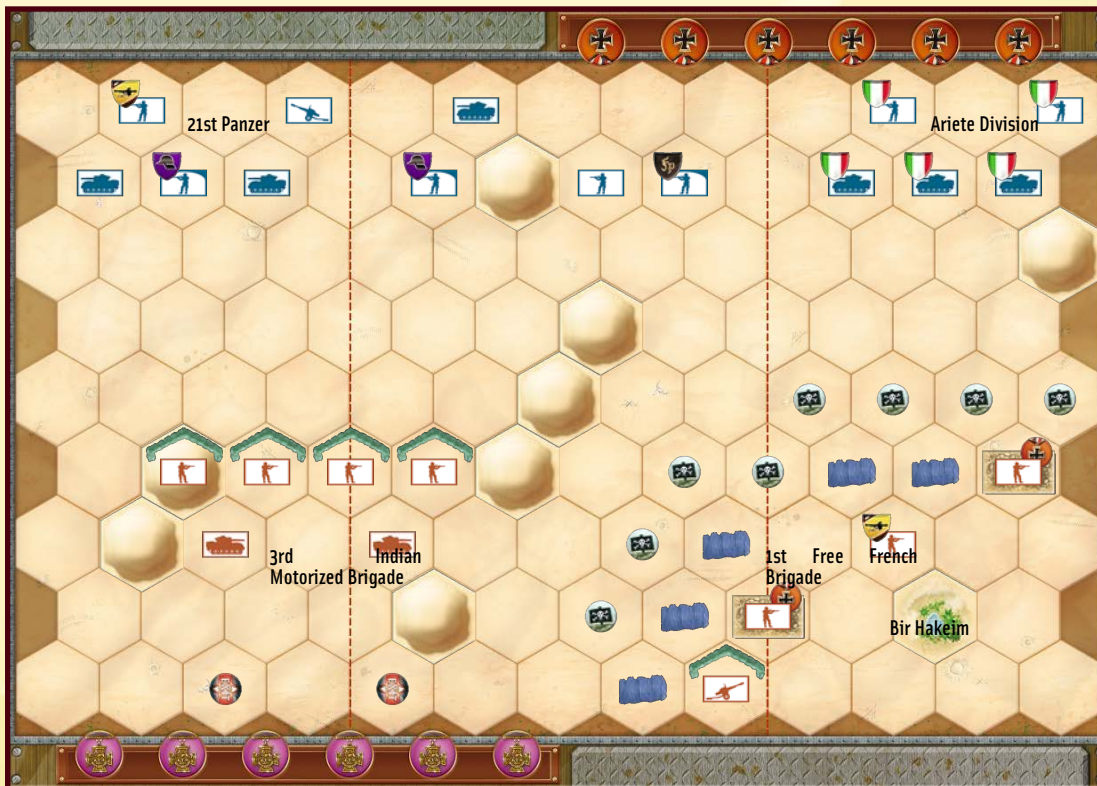 21st Panzer
Ariete Division
3rd Indian
Motorized Brigade
1st Free French
Brigade
Bir Hakeim